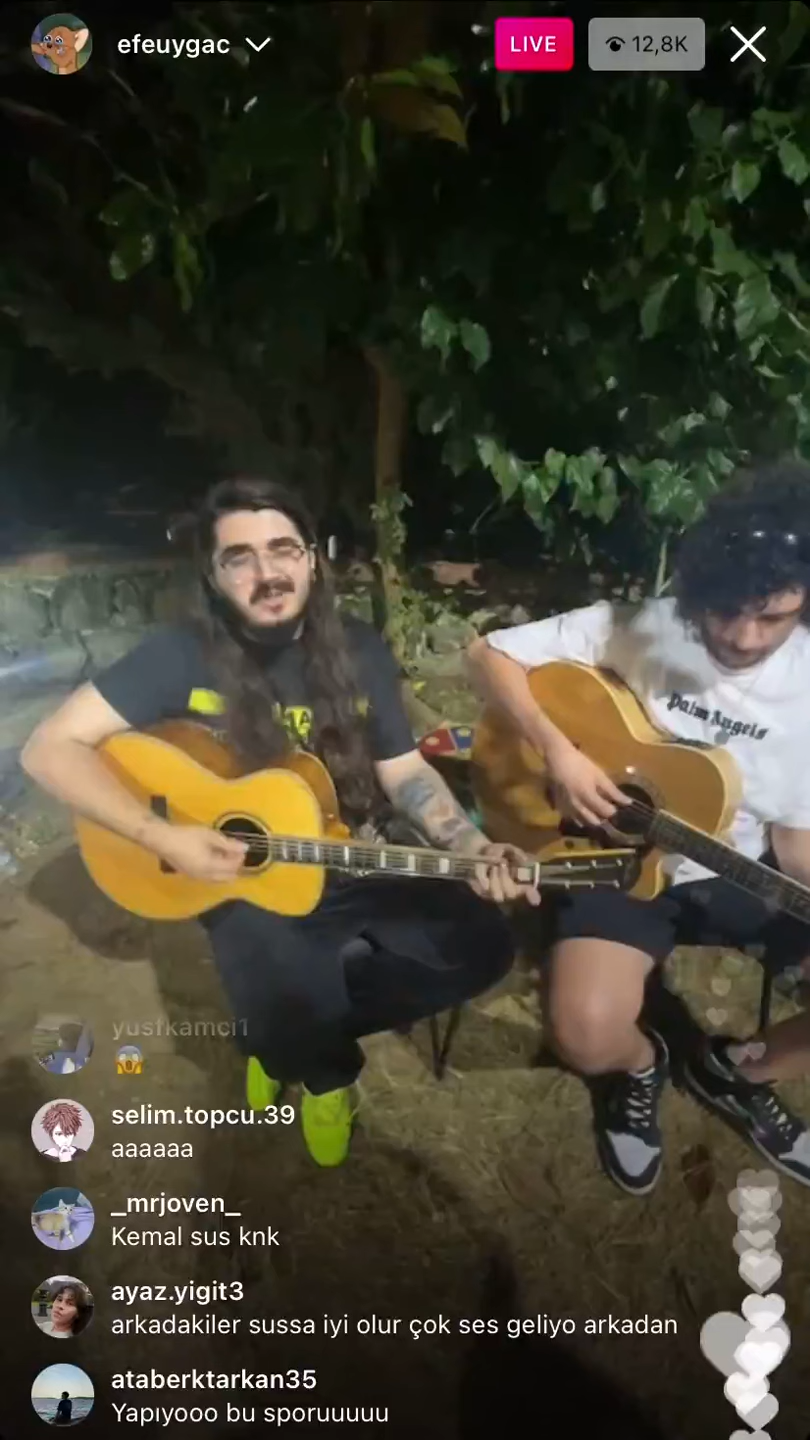 efeuygac
LIVE
12,8K
Palm Angels
yusfkamci1
selim.topcu.39
aaaaaa
_mrjoven_
Kemal sus knk
ayaz.yigit3
arkadakiler sussa iyi olur çok ses geliyo arkadan
ataberktarkan35
Yapıyooo bu sporuuuuu